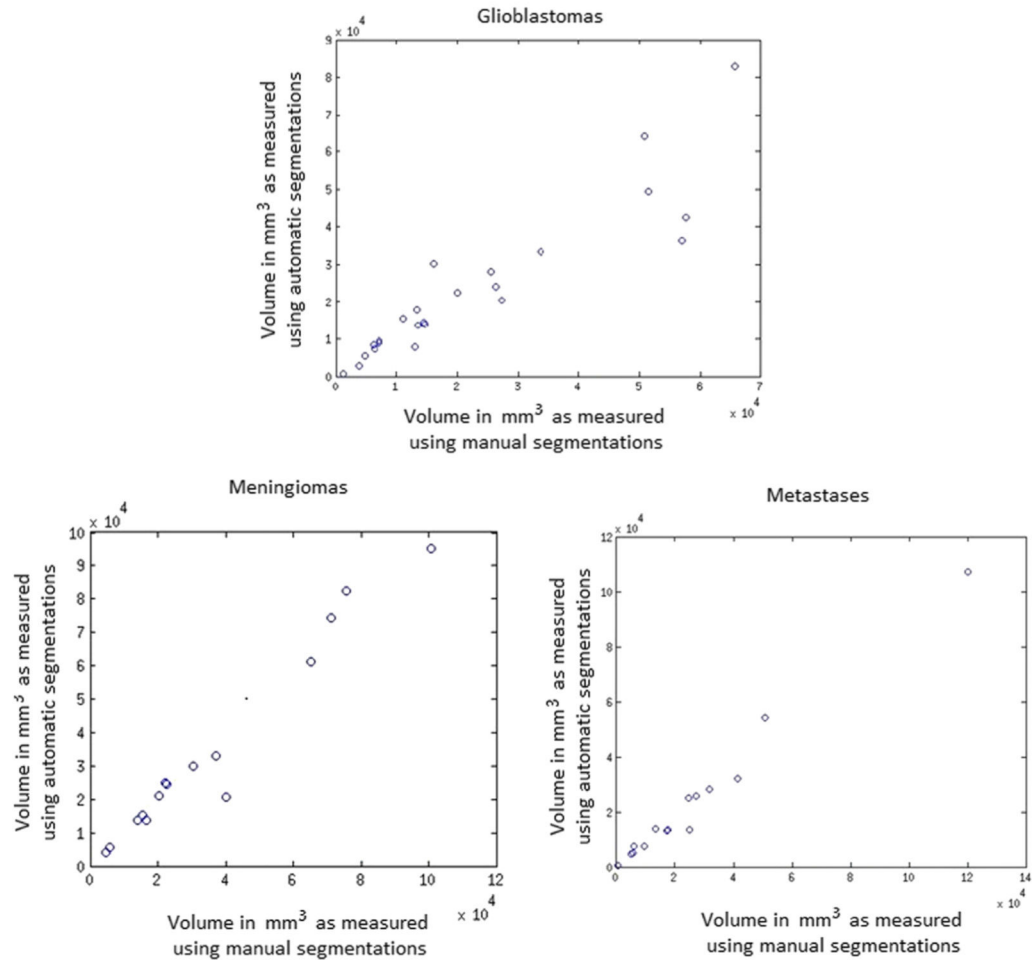 Glioblastomas
x 10^4
9
8
7
6
5
4
3
2
1
0
Volume in mm³ as measured
using automatic segmentations
0 1 2 3 4 5 6 7
x 10^4
Volume in mm³ as measured
using manual segmentations
Meningiomas
x 10^4
10
9
8
7
6
5
4
3
2
1
0
Volume in mm³ as measured
using automatic segmentations
0 2 4 6 8 10 12
x 10^4
Volume in mm³ as measured
using manual segmentations
Metastases
x 10^4
12
10
8
6
4
2
0
Volume in mm³ as measured
using automatic segmentations
0 2 4 6 8 10 12 14
x 10^4
Volume in mm³ as measured
using manual segmentations